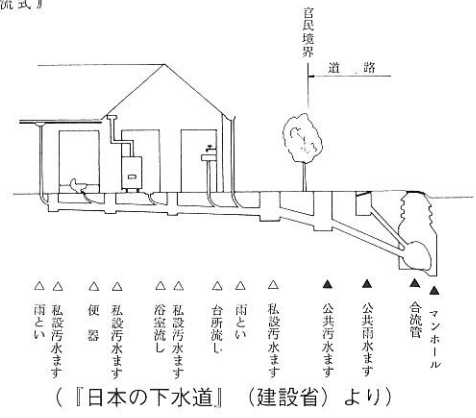 流式』
官民境界
道路
△雨とい
△私設汚水ます
△便器
△私設汚水ます
△浴室流し
△私設汚水ます
△台所流し
△雨とい
△私設汚水ます
▲公共汚水ます
▲公共雨水ます
▲合流管
▲マンホール
(『日本の下水道』(建設省)より)